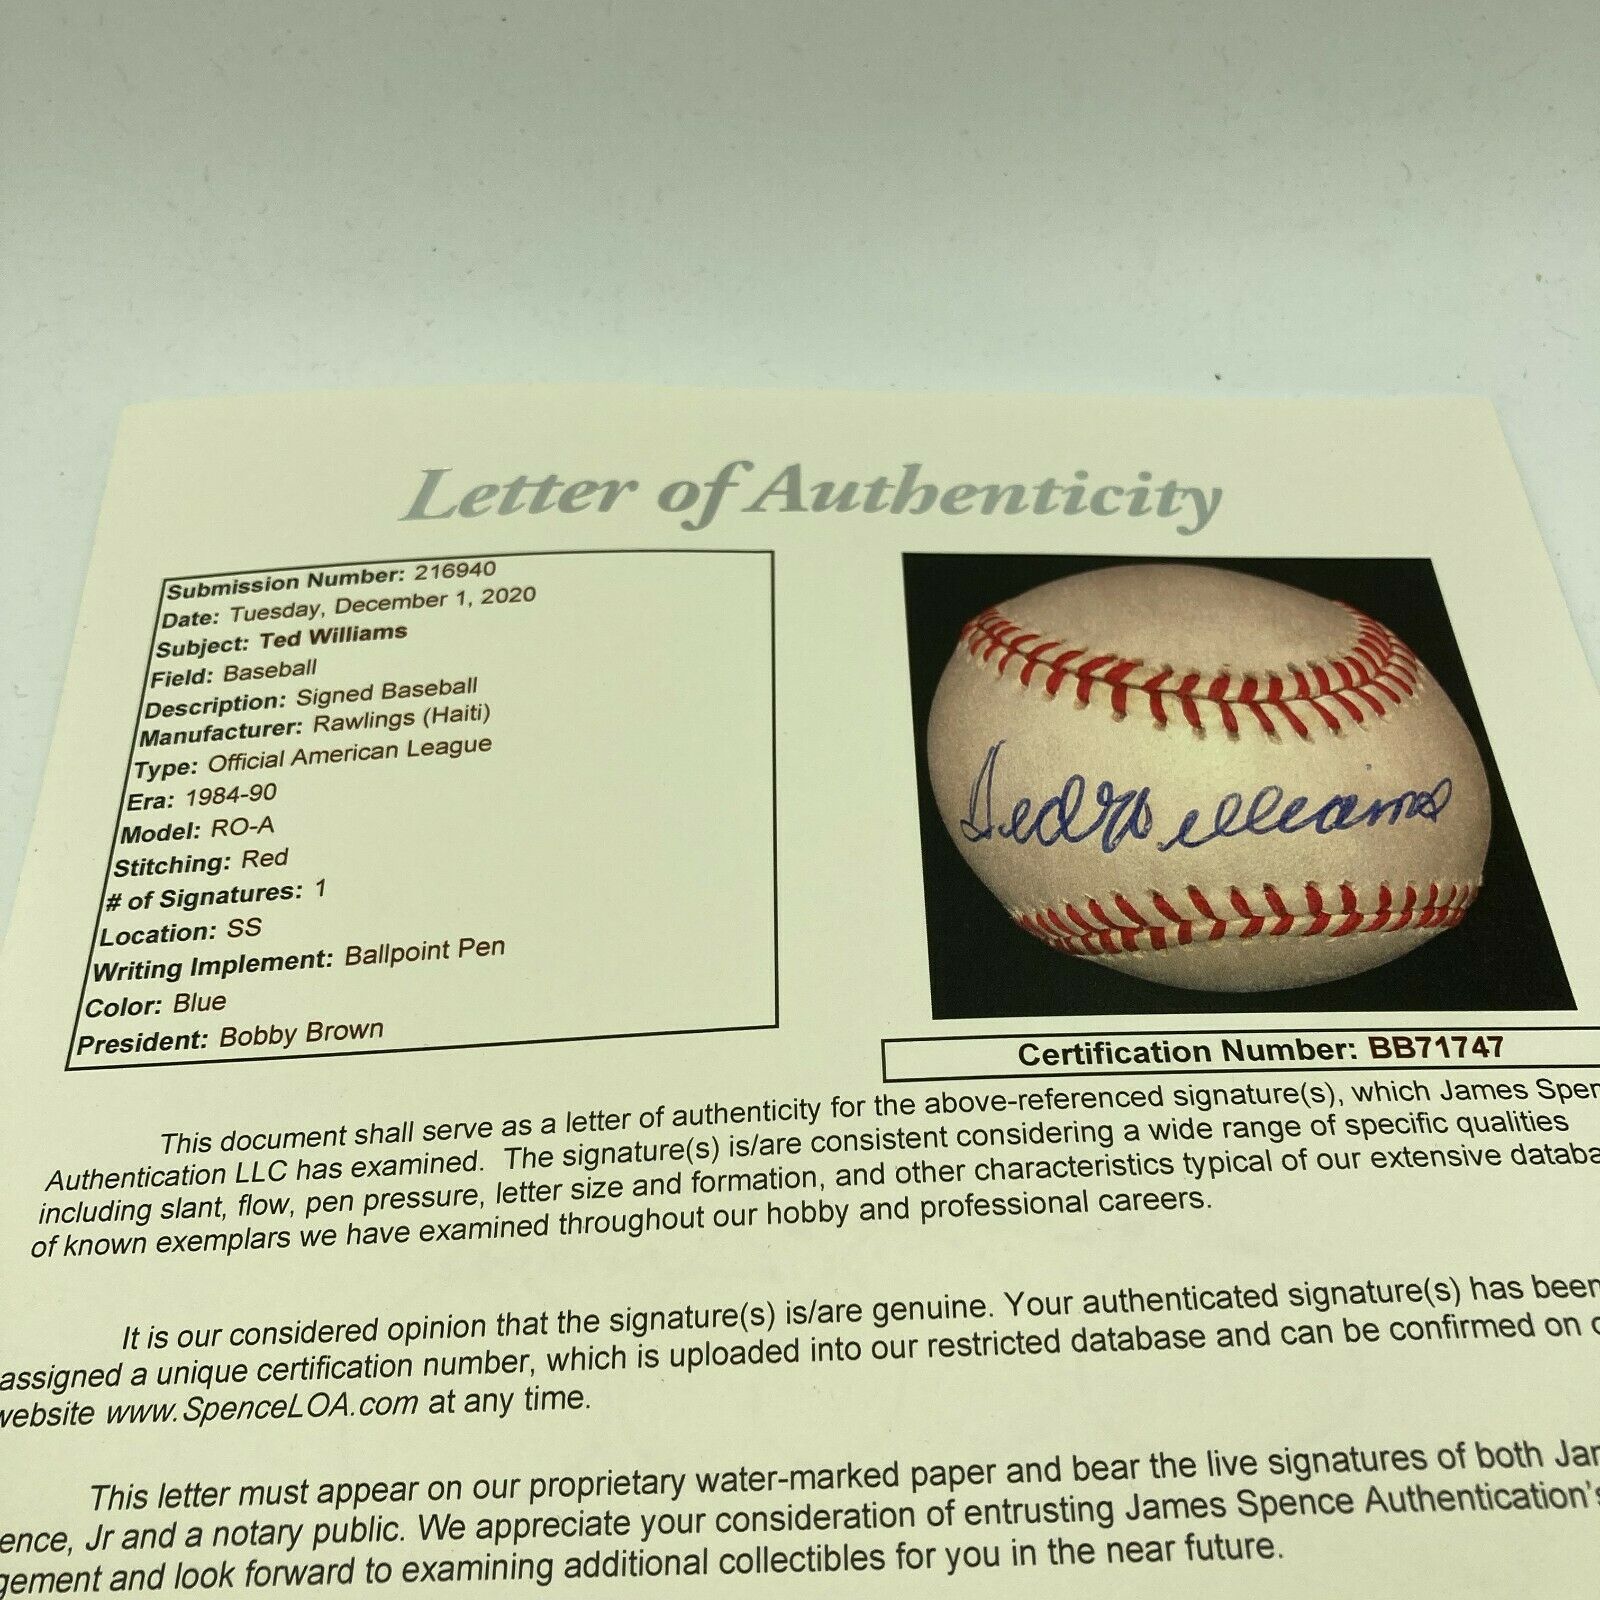 Letter of Authenticity
Submission Number: 216940
Date: Tuesday, December 1, 2020
Subject: Ted Williams
Field: Baseball
Description: Signed Baseball
Manufacturer: Rawlings (Haiti)
Type: Official American League
Era: 1984-90
Model: RO-A
Stitching: Red
# of Signatures: 1
Location: SS
Writing Implement: Ballpoint Pen
Color: Blue
President: Bobby Brown
Ted Williams
Certification Number: BB71747
This document shall serve as a letter of authenticity for the above-referenced signature(s), which James Spen
Authentication LLC has examined. The signature(s) is/are consistent considering a wide range of specific qualities
including slant, flow, pen pressure, letter size and formation, and other characteristics typical of our extensive databa
of known exemplars we have examined throughout our hobby and professional careers.
It is our considered opinion that the signature(s) is/are genuine. Your authenticated signature(s) has been
assigned a unique certification number, which is uploaded into our restricted database and can be confirmed on o
website www.SpenceLOA.com at any time.
This letter must appear on our proprietary water-marked paper and bear the live signatures of both Jam
ence, Jr and a notary public. We appreciate your consideration of entrusting James Spence Authentication's
gement and look forward to examining additional collectibles for you in the near future.